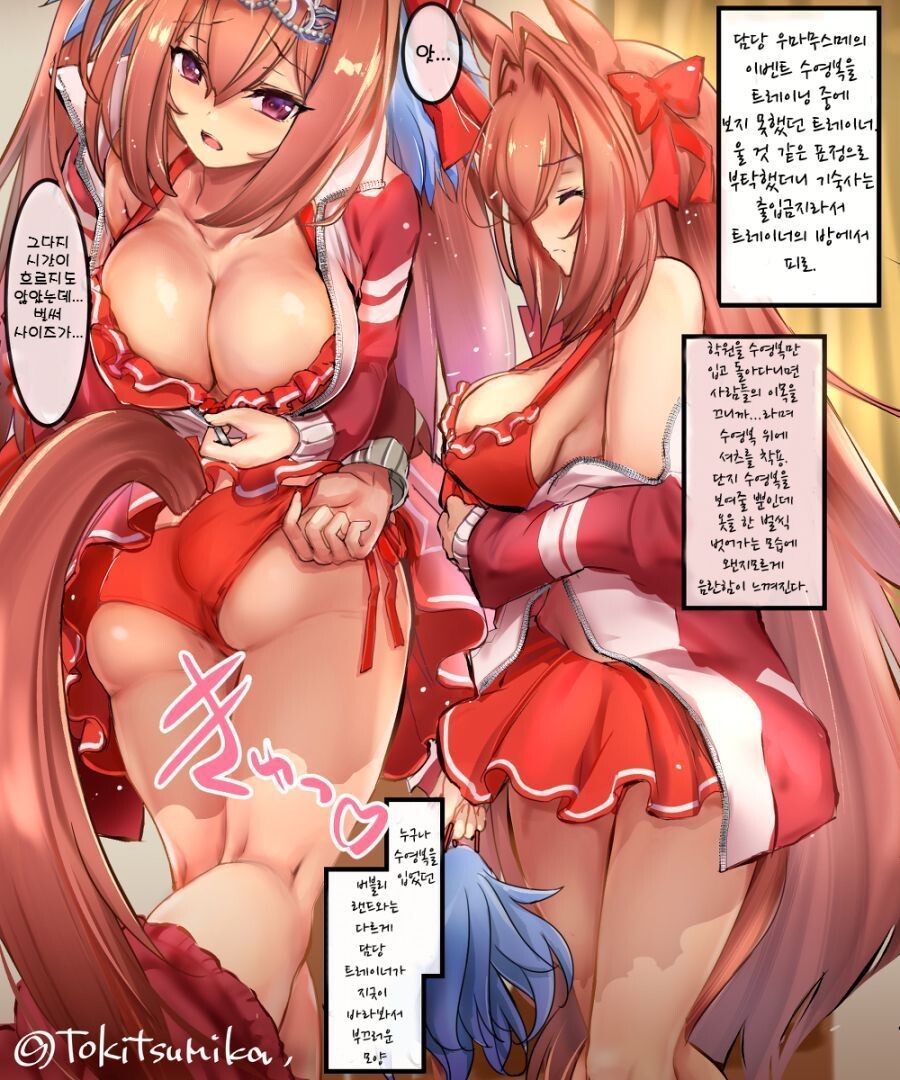 담당 우마무스메의
이벤트 수영복을
트레이닝 중에
보지 못했던 트레이너.
울 것 같은 표정으로
부탁했더니 기숙사는
출입금지라서
트레이너의 방에서
피로.
아...
그다지
시간이
흐르지도
않았는데...
벌써
사이즈가...
학원을 수영복만
입고 돌아다니면
사람들의 이목을
끄니까...라며
수영복 위에
셔츠를 착용.
단지 수영복을
보여줄 뿐인데
옷을 한 벌씩
벗어가는 모습에
왠지모르게
음란함이 느껴진다.
きゅっ♡
누구나
수영복을
입었던
버블리
랜드와는
다르게
담당
트레이너가
지긋이
바라봐서
부끄러운
모양
@Tokitsumikan,